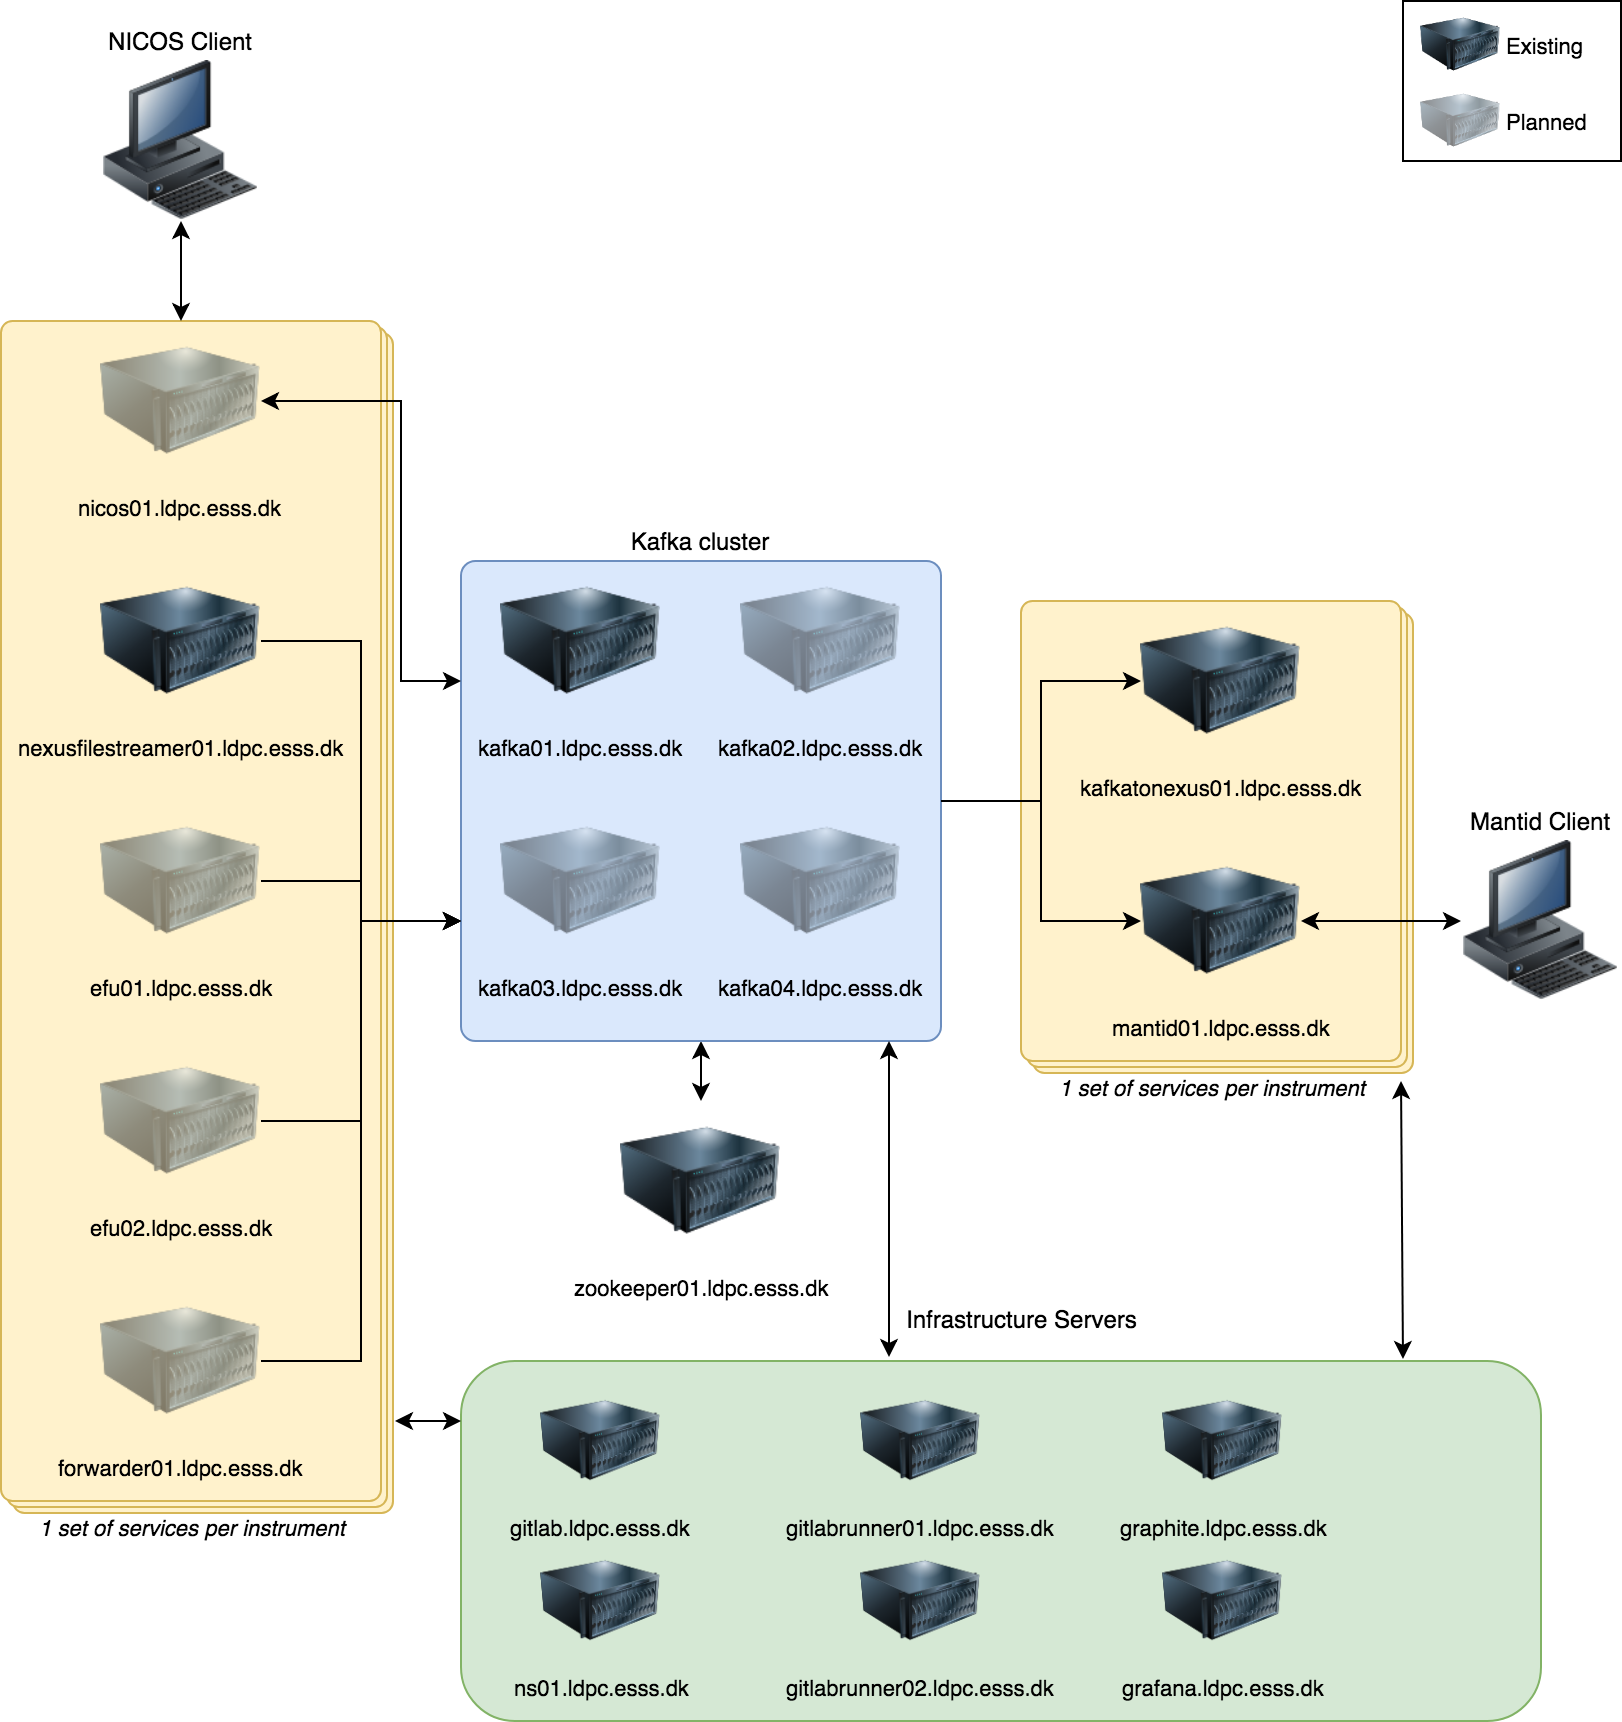 NICOS Client
Existing
Planned
nicos01.ldpc.esss.dk
nexusfilestreamer01.ldpc.esss.dk
efu01.ldpc.esss.dk
efu02.ldpc.esss.dk
forwarder01.ldpc.esss.dk
1 set of services per instrument
Kafka cluster
kafka01.ldpc.esss.dk
kafka02.ldpc.esss.dk
kafka03.ldpc.esss.dk
kafka04.ldpc.esss.dk
zookeeper01.ldpc.esss.dk
kafkatonexus01.ldpc.esss.dk
mantid01.ldpc.esss.dk
1 set of services per instrument
Mantid Client
Infrastructure Servers
gitlab.ldpc.esss.dk
gitlabrunner01.ldpc.esss.dk
graphite.ldpc.esss.dk
ns01.ldpc.esss.dk
gitlabrunner02.ldpc.esss.dk
grafana.ldpc.esss.dk